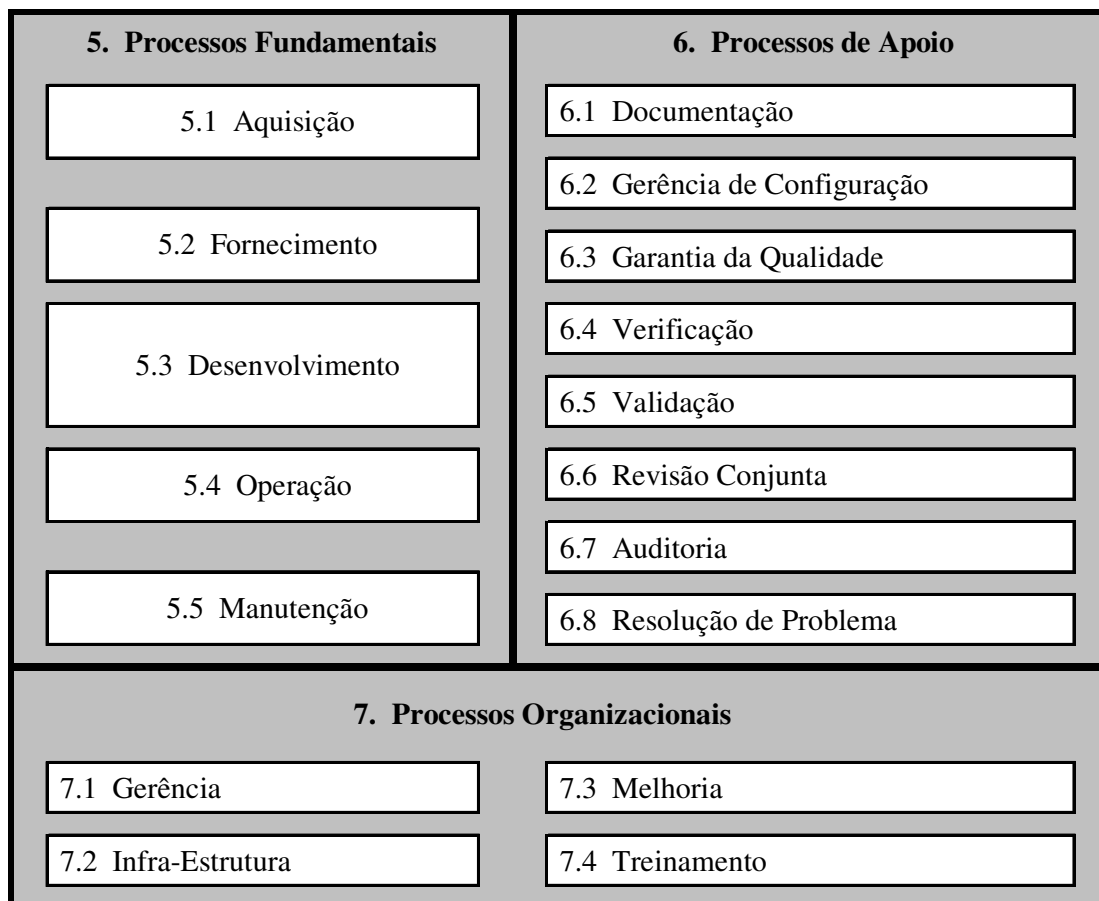 5. Processos Fundamentais
5.1 Aquisição
5.2 Fornecimento
5.3 Desenvolvimento
5.4 Operação
5.5 Manutenção
6. Processos de Apoio
6.1 Documentação
6.2 Gerência de Configuração
6.3 Garantia da Qualidade
6.4 Verificação
6.5 Validação
6.6 Revisão Conjunta
6.7 Auditoria
6.8 Resolução de Problema
7. Processos Organizacionais
7.1 Gerência
7.2 Infra-Estrutura
7.3 Melhoria
7.4 Treinamento